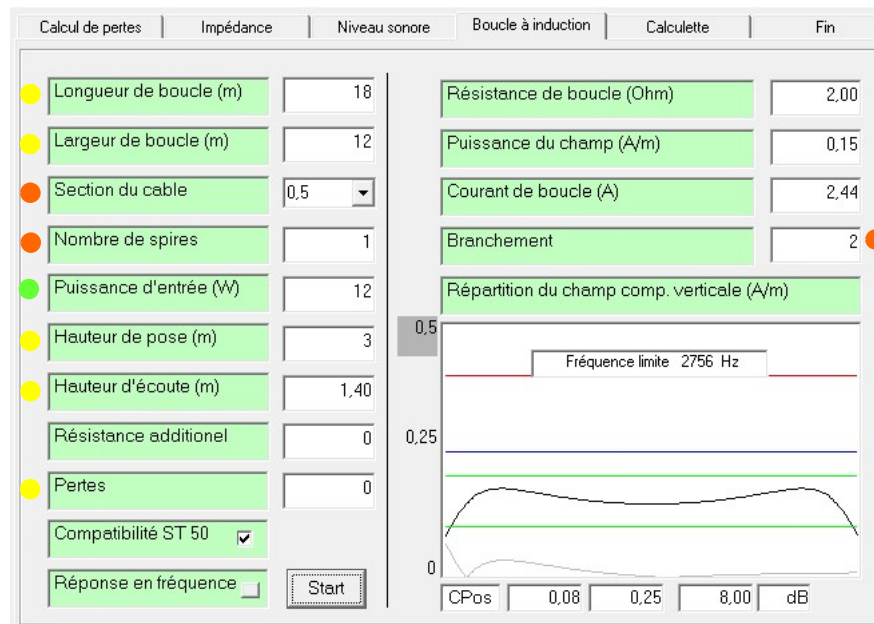 Calcul de pertes
Impédance
Niveau sonore
Boucle à induction
Calculette
Fin
Longueur de boucle (m) 18
Largeur de boucle (m) 12
Section du cable 0,5
Nombre de spires 1
Puissance d'entrée (W) 12
Hauteur de pose (m) 3
Hauteur d'écoute (m) 1,40
Résistance additionel 0
Pertes 0
Compatibilité ST 50
Réponse en fréquence
Start
Résistance de boucle (Ohm) 2,00
Puissance du champ (A/m) 0,15
Courant de boucle (A) 2,44
Branchement 2
Répartition du champ comp. verticale (A/m)
0,5
Fréquence limite 2756 Hz
0,25
0
CPos 0,08 0,25 8,00 dB